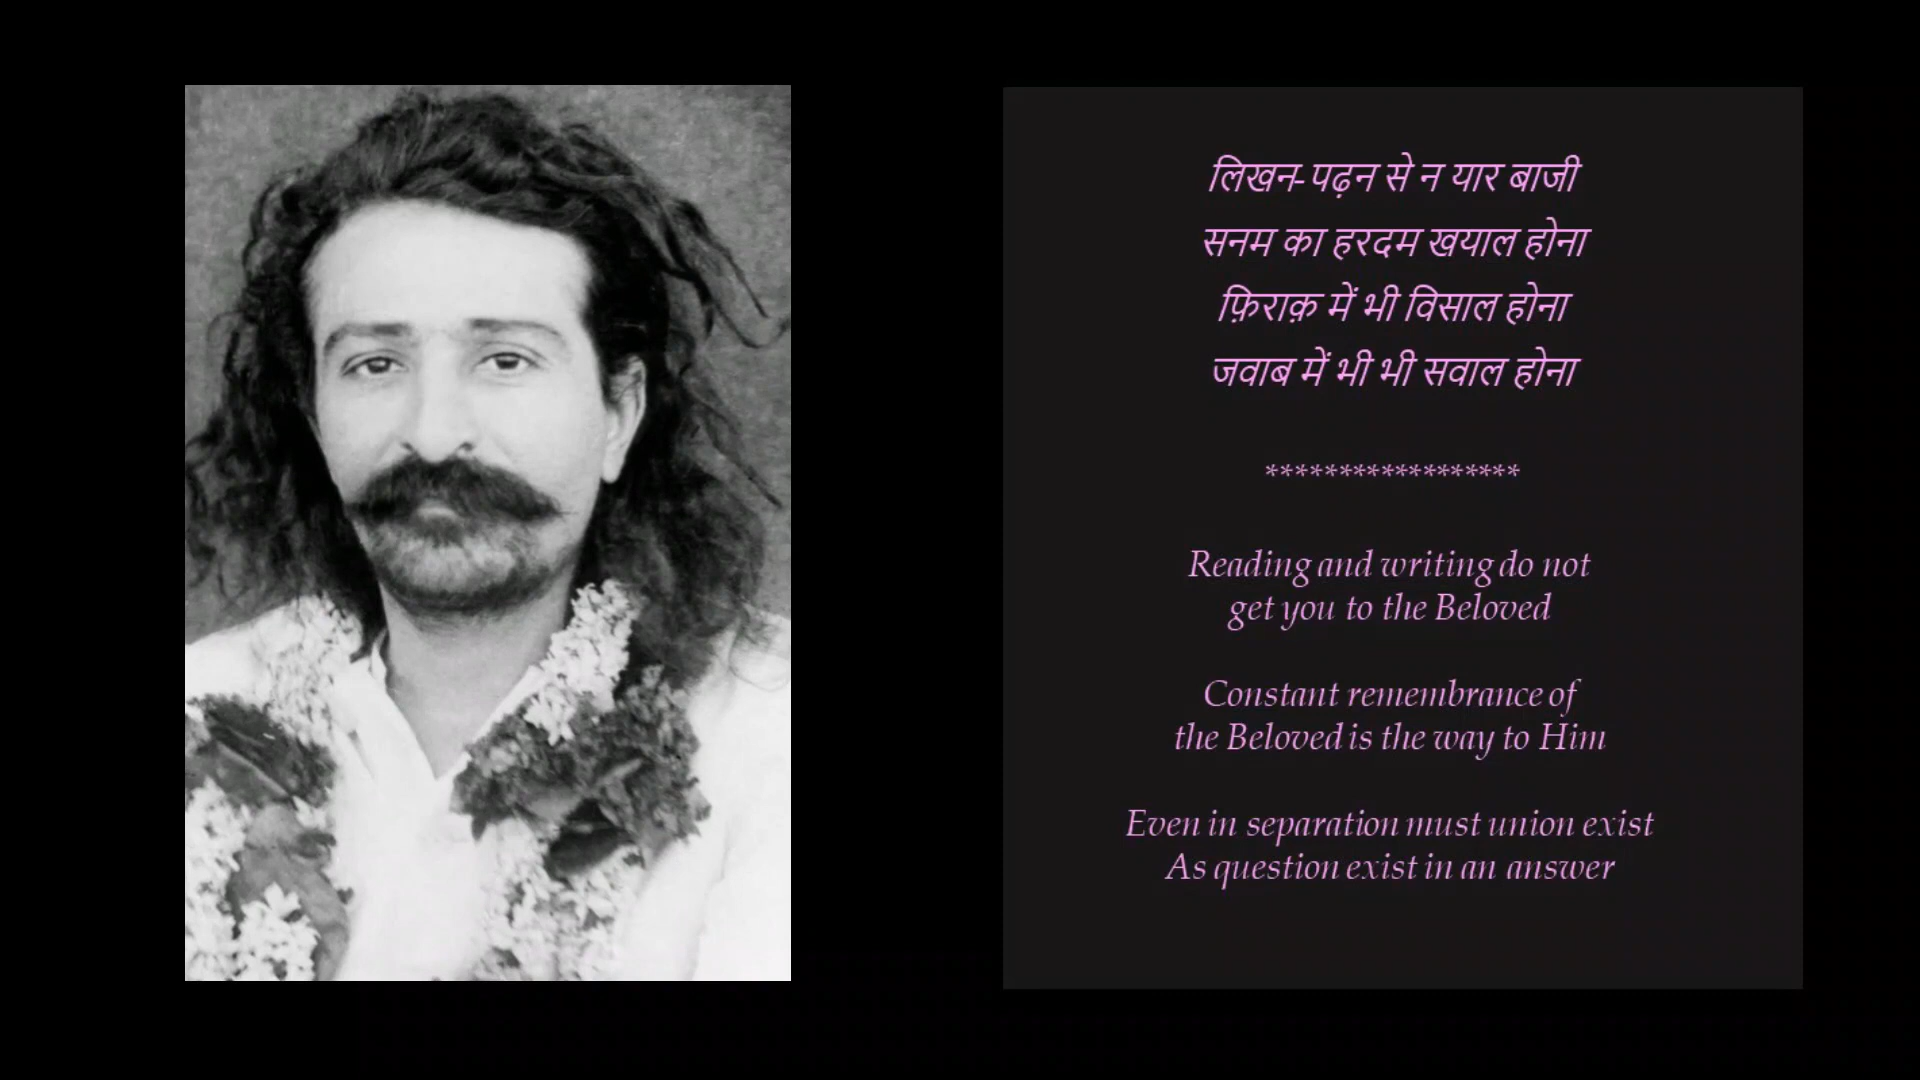 लिखन-पढ़न से न यार बाजी
सनम का हरदम खयाल होना
फ़िराक़ में भी विसाल होना
जवाब में भी भी सवाल होना
******************
Reading and writing do not
get you to the Beloved
Constant remembrance of
the Beloved is the way to Him
Even in separation must union exist
As question exist in an answer